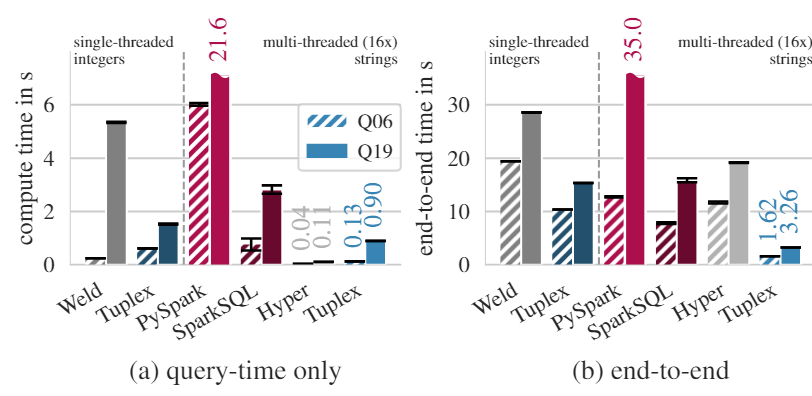 single-threaded
integers
multi-threaded (16x)
strings
21.6
compute time in s
6
4
2
0
Q06
Q19
0.04
0.11
0.13
0.90
Weld
Tuplex
PySpark
SparkSQL
Hyper
Tuplex
(a) query-time only
single-threaded
integers
multi-threaded (16x)
strings
35.0
end-to-end time in s
30
20
10
0
1.62
3.26
Weld
Tuplex
PySpark
SparkSQL
Hyper
Tuplex
(b) end-to-end